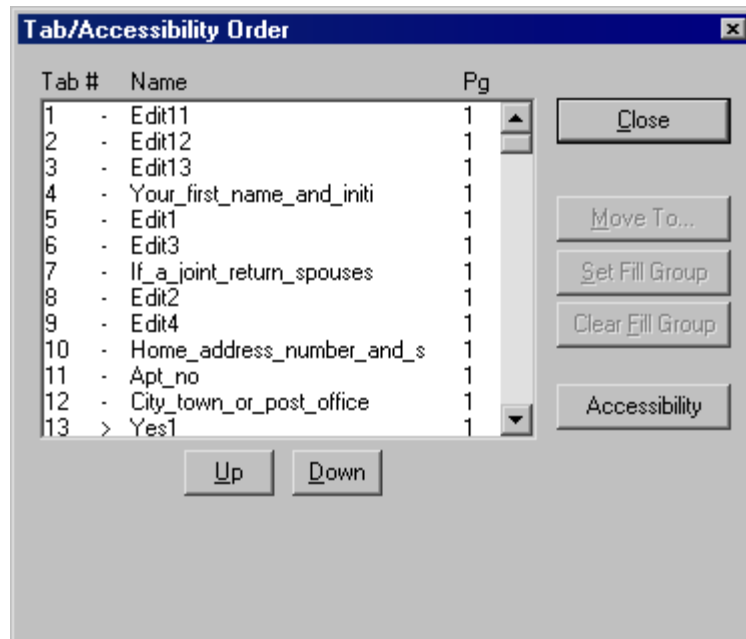 Tab/Accessibility Order
Tab # Name Pg
1 - Edit11 1
2 - Edit12 1
3 - Edit13 1
4 - Your_first_name_and_initi 1
5 - Edit1 1
6 - Edit3 1
7 - If_a_joint_return_spouses 1
8 - Edit2 1
9 - Edit4 1
10 - Home_address_number_and_s 1
11 - Apt_no 1
12 - City_town_or_post_office 1
13 > Yes1 1
Close
Move To...
Set Fill Group
Clear Fill Group
Accessibility
Up Down